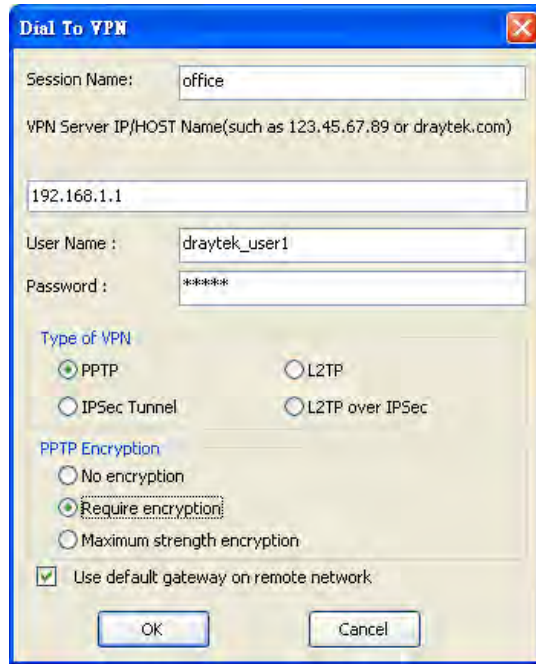 Dial To VPN
Session Name: office
VPN Server IP/HOST Name(such as 123.45.67.89 or draytek.com)
192.168.1.1
User Name : draytek_user1
Password : *****
Type of VPN
PPTP L2TP
IPSec Tunnel L2TP over IPSec
PPTP Encryption
No encryption
Require encryption
Maximum strength encryption
Use default gateway on remote network
OK Cancel